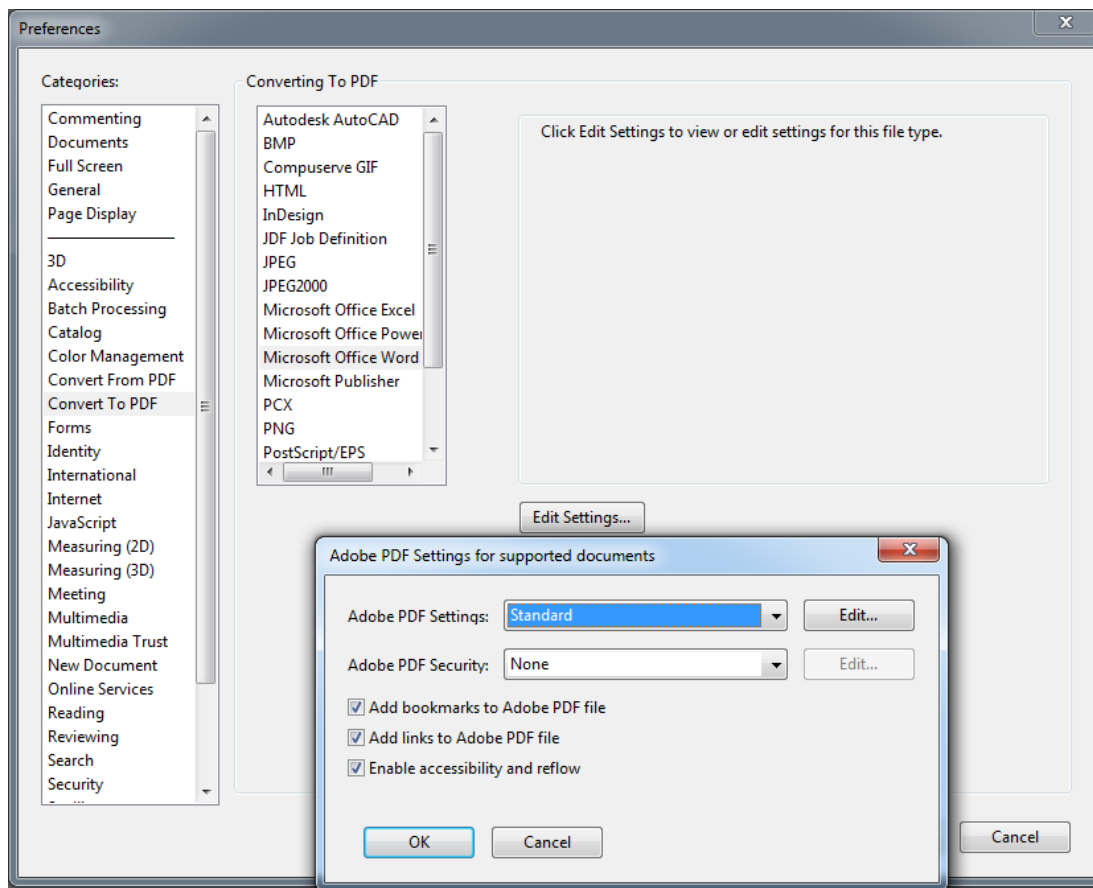 Preferences
Categories:
Commenting
Documents
Full Screen
General
Page Display
3D
Accessibility
Batch Processing
Catalog
Color Management
Convert From PDF
Convert To PDF
Forms
Identity
International
Internet
JavaScript
Measuring (2D)
Measuring (3D)
Meeting
Multimedia
Multimedia Trust
New Document
Online Services
Reading
Reviewing
Search
Security
Converting To PDF
Autodesk AutoCAD
BMP
Compuserve GIF
HTML
InDesign
JDF Job Definition
JPEG
JPEG2000
Microsoft Office Excel
Microsoft Office Power
Microsoft Office Word
Microsoft Publisher
PCX
PNG
PostScript/EPS
Click Edit Settings to view or edit settings for this file type.
Edit Settings...
Adobe PDF Settings for supported documents
Adobe PDF Settings: Standard Edit...
Adobe PDF Security: None Edit...
Add bookmarks to Adobe PDF file
Add links to Adobe PDF file
Enable accessibility and reflow
OK Cancel
Cancel